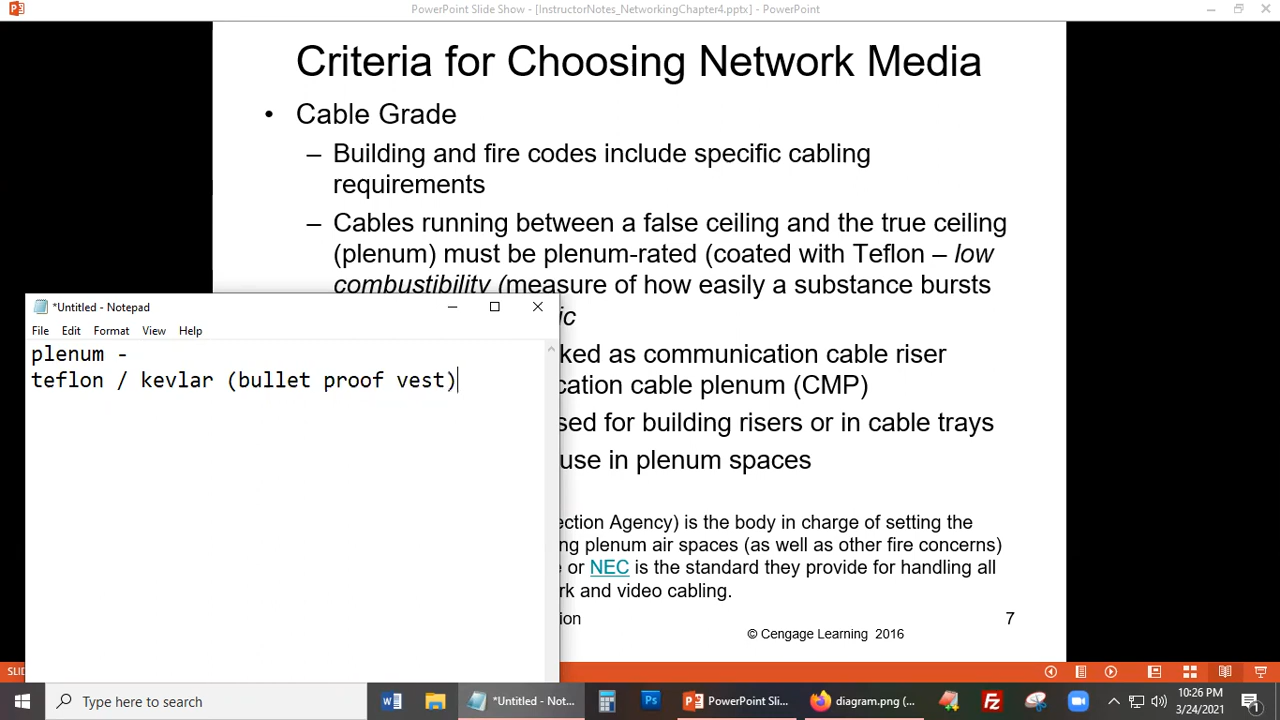 PowerPoint Slide Show - [InstructorNotes_NetworkingChapter4.pptx] - PowerPoint
Criteria for Choosing Network Media
• Cable Grade
– Building and fire codes include specific cabling
requirements
– Cables running between a false ceiling and the true ceiling
(plenum) must be plenum-rated (coated with Teflon – low
combustibility (measure of how easily a substance bursts
ic
ked as communication cable riser
ication cable plenum (CMP)
sed for building risers or in cable trays
use in plenum spaces
ection Agency) is the body in charge of setting the
ng plenum air spaces (as well as other fire concerns)
e or NEC is the standard they provide for handling all
rk and video cabling.
ion
7
© Cengage Learning 2016
*Untitled - Notepad
File Edit Format View Help
plenum -
teflon / kevlar (bullet proof vest)
SLID
Type here to search
*Untitled - Not...
PowerPoint Sli...
diagram.png (...
10:26 PM
3/24/2021